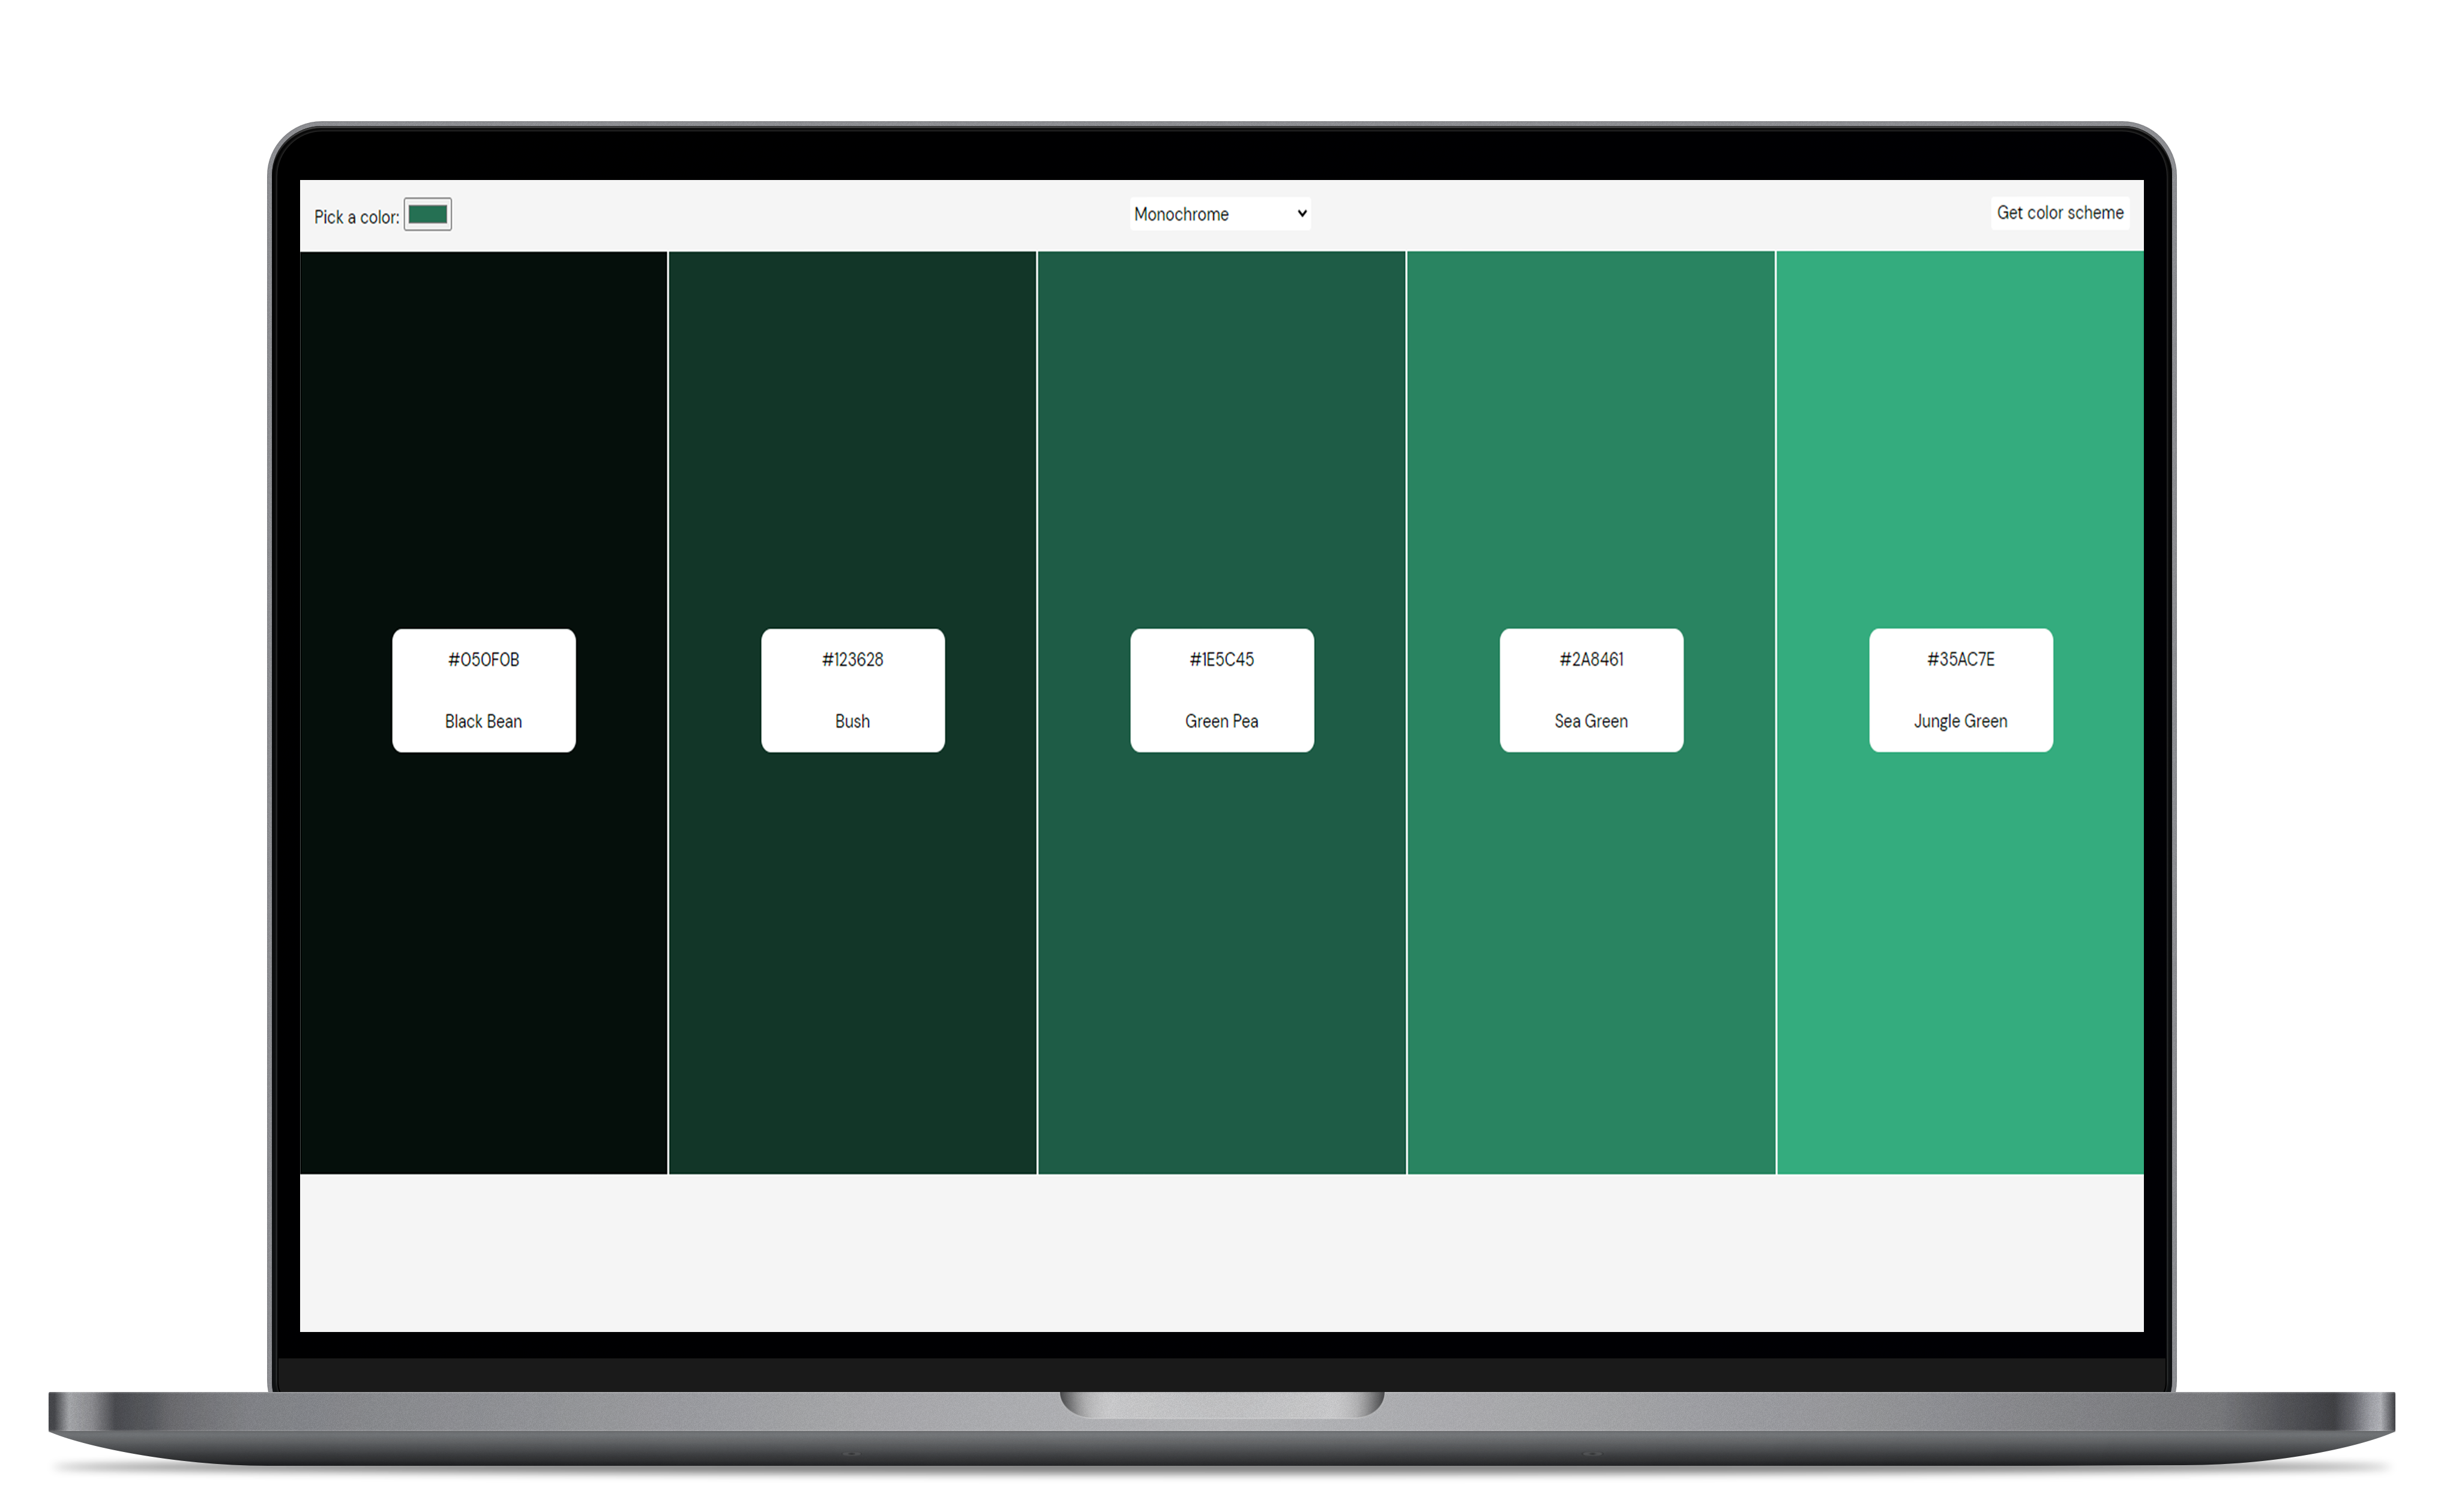 Pick a color:
Monochrome
Get color scheme
#050F0B
Black Bean
#123628
Bush
#1E5C45
Green Pea
#2A8461
Sea Green
#35AC7E
Jungle Green